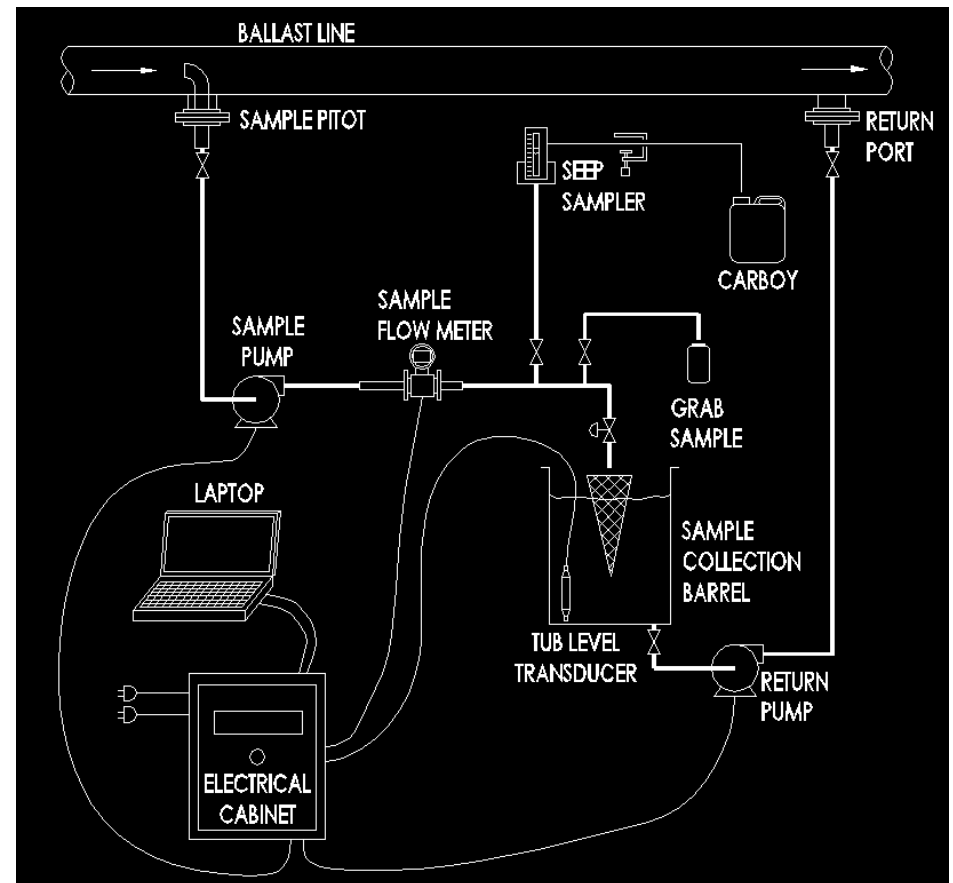 BALLAST LINE
SAMPLE PITOT
RETURN
PORT
SEEP
SAMPLER
CARBOY
SAMPLE
FLOW METER
SAMPLE
PUMP
GRAB
SAMPLE
LAPTOP
SAMPLE
COLLECTION
BARREL
TUB LEVEL
TRANSDUCER
RETURN
PUMP
ELECTRICAL
CABINET